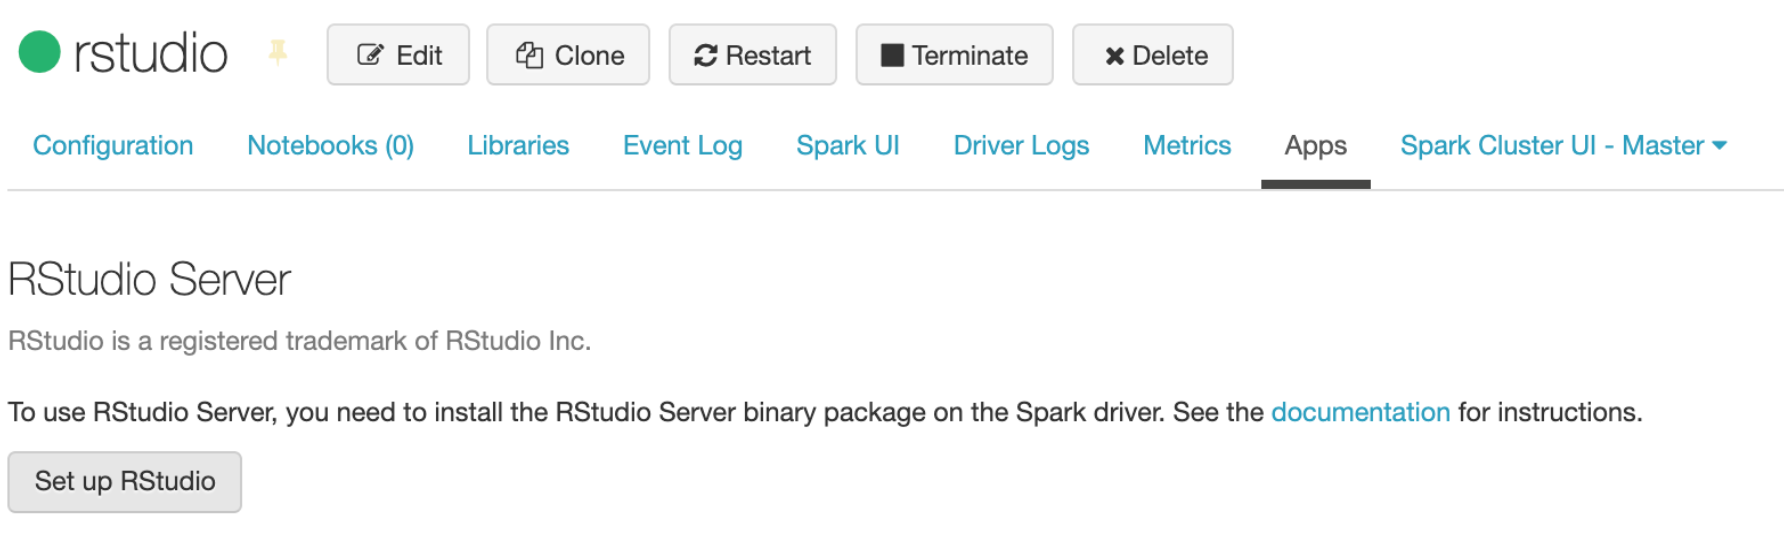 rstudio Edit Clone Restart Terminate Delete
Configuration Notebooks (0) Libraries Event Log Spark UI Driver Logs Metrics Apps Spark Cluster UI - Master
RStudio Server
RStudio is a registered trademark of RStudio Inc.
To use RStudio Server, you need to install the RStudio Server binary package on the Spark driver. See the documentation for instructions.
Set up RStudio